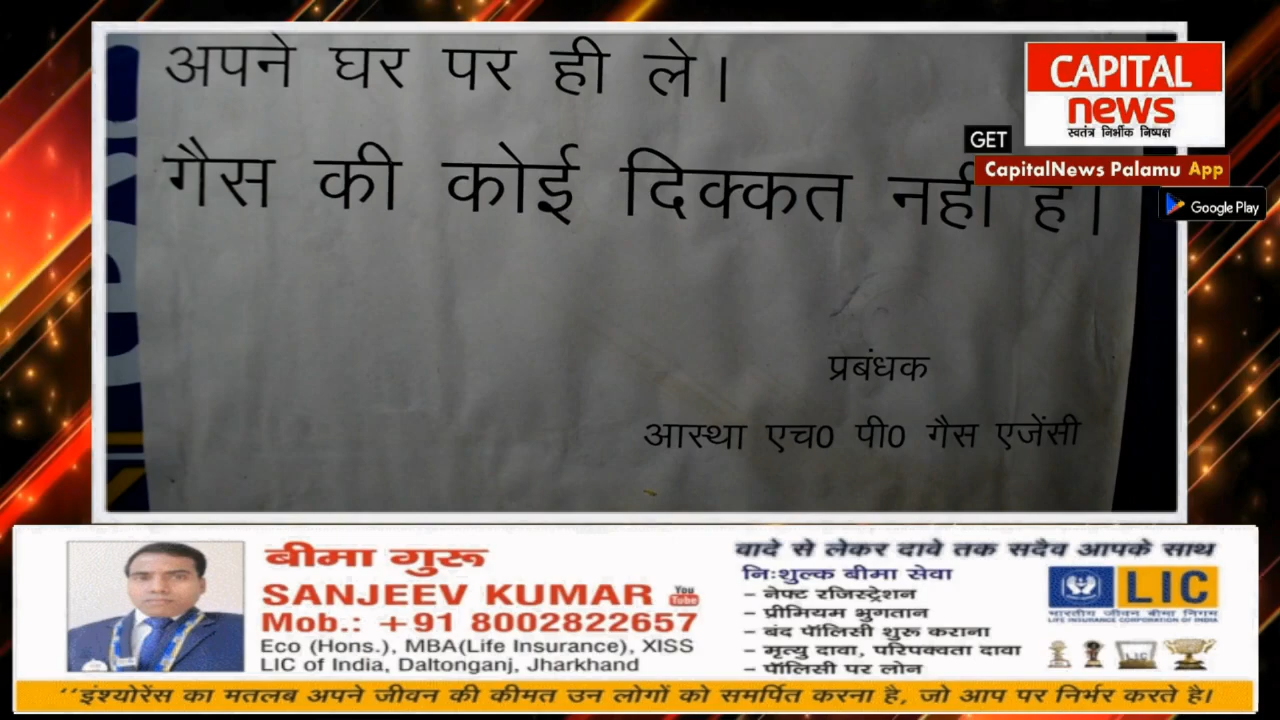 अपने घर पर ही ले।
गैस की कोई दिक्कत नही है।
प्रबंधक
आस्था एच0 पी0 गैस एजेंसी
CAPITAL
news
स्वतंत्र निर्भीक निष्पक्ष
GET
CapitalNews Palamu App
Google Play
बीमा गुरू
SANJEEV KUMAR
You
Tube
Mob.: +91 8002822657
Eco (Hons.), MBA(Life Insurance), XISS
LIC of India, Daltonganj, Jharkhand
वादे से लेकर दावे तक सदैव आपके साथ
निःशुल्क बीमा सेवा
– नेफ्ट रजिस्ट्रेशन
– प्रीमियम भुगतान
– बंद पॉलिसी शुरू कराना
– मृत्यु दावा, परिपक्वता दावा
– पॉलिसी पर लोन
LIC
भारतीय जीवन बीमा निगम
LIFE INSURANCE CORPORATION OF INDIA
LIC
‘‘इंश्योरेंस का मतलब अपने जीवन की कीमत उन लोगों को समर्पित करना है, जो आप पर निर्भर करते है।